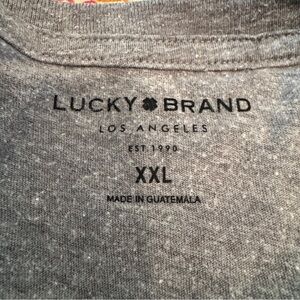 LUCKY BRAND
LOS ANGELES
EST.1990
XXL
MADE IN GUATEMALA